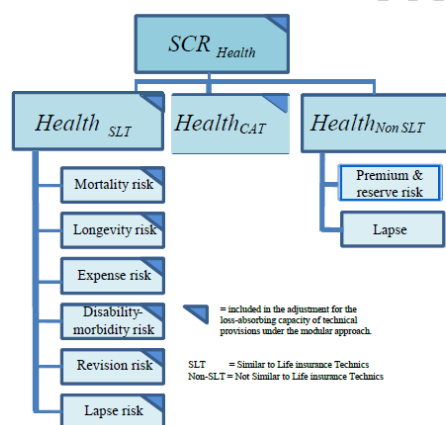 SCR Health
Health SLT
Health CAT
Health Non SLT
Mortality risk
Longevity risk
Expense risk
Disability-
morbidity risk
Revision risk
Lapse risk
Premium &
reserve risk
Lapse
= included in the adjustment for the
loss-absorbing capacity of technical
provisions under the modular approach.
SLT = Similar to Life insurance Technics
Non-SLT = Not Similar to Life insurance Technics